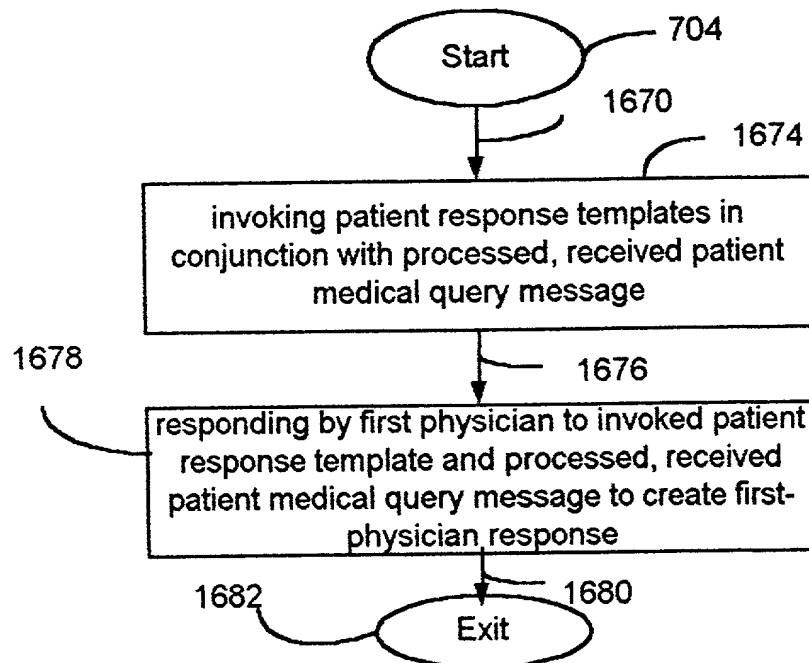 704
Start
1670
1674
invoking patient response templates in
conjunction with processed, received patient
medical query message
1678
1676
responding by first physician to invoked patient
response template and processed, received
patient medical query message to create first-
physician response
1682
1680
Exit